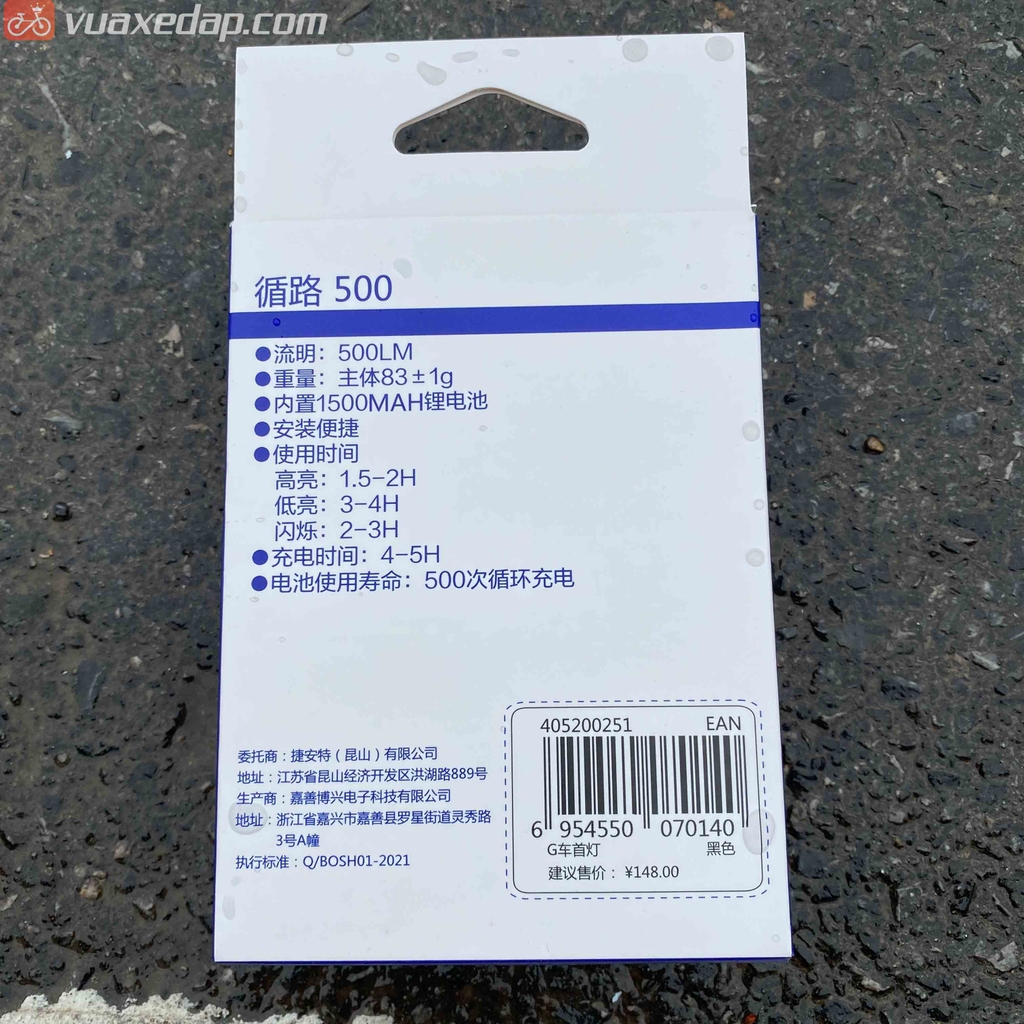 vuaxedap.com
循路 500
●流明：500LM
●重量：主体83±1g
●内置1500MAH锂电池
●安装便捷
●使用时间
高亮：1.5-2H
低亮：3-4H
闪烁：2-3H
●充电时间：4-5H
●电池使用寿命：500次循环充电
委托商：捷安特（昆山）有限公司
地址：江苏省昆山经济开发区洪湖路889号
生产商：嘉善博兴电子科技有限公司
地址：浙江省嘉兴市嘉善县罗星街道灵秀路
3号A幢
执行标准：Q/BOSH01-2021
405200251 EAN
6 954550 070140
G车首灯 黑色
建议售价：¥148.00